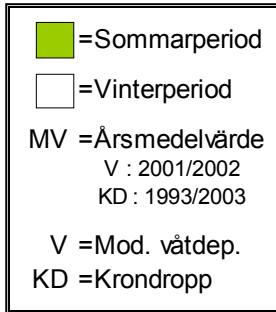 =Sommarperiod
=Vinterperiod
MV =Årsmedelvärde
V : 2001/2002
KD : 1993/2003
V =Mod. våtdep.
KD =Krondropp